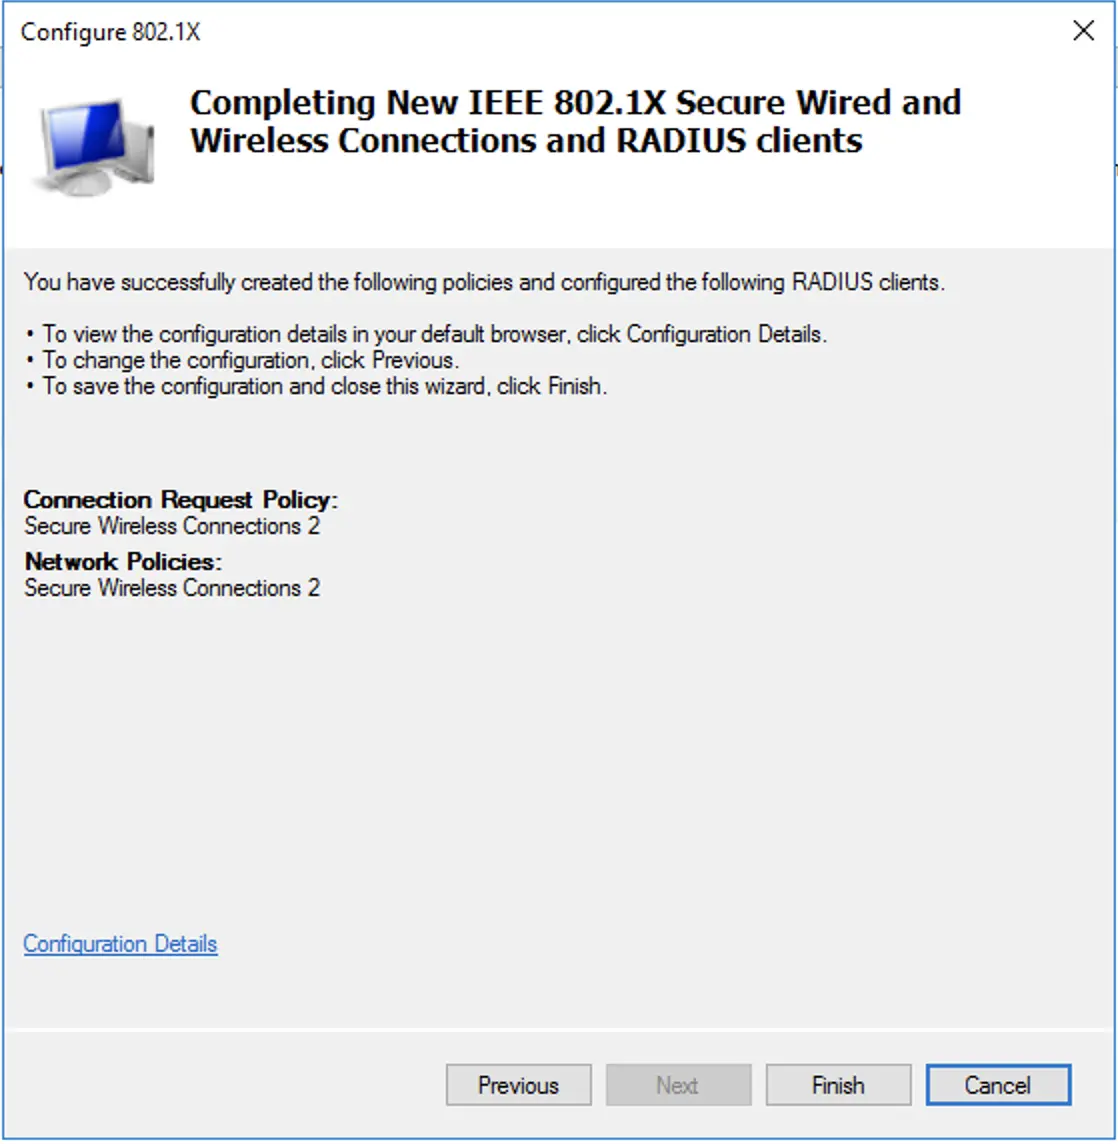 Configure 802.1X
Completing New IEEE 802.1X Secure Wired and
Wireless Connections and RADIUS clients
You have successfully created the following policies and configured the following RADIUS clients.
• To view the configuration details in your default browser, click Configuration Details.
• To change the configuration, click Previous.
• To save the configuration and close this wizard, click Finish.
Connection Request Policy:
Secure Wireless Connections 2
Network Policies:
Secure Wireless Connections 2
Configuration Details
Previous Next Finish Cancel